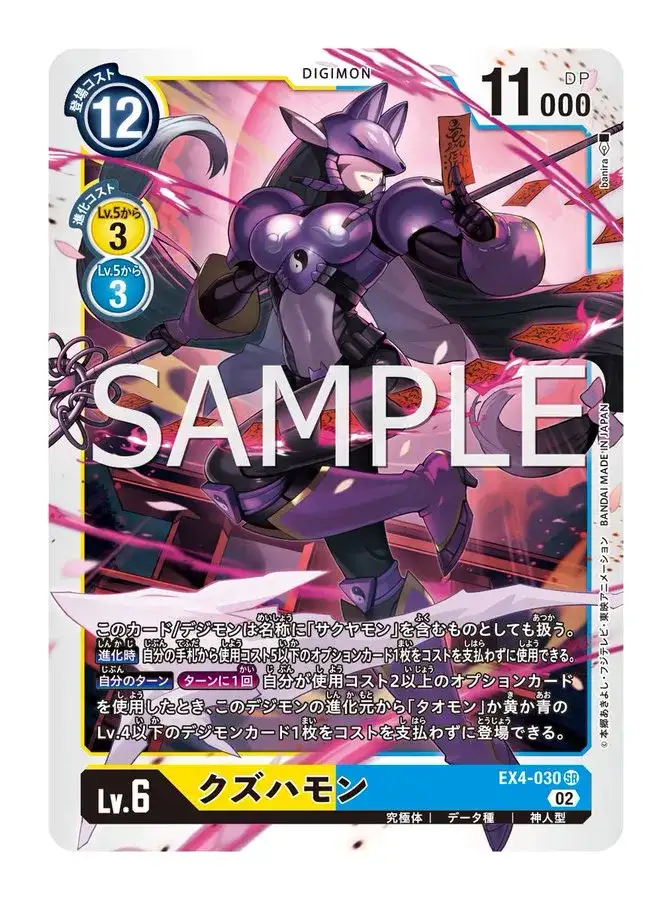 DIGIMON
登場コスト
12
11000
DP
進化コスト
Lv.5から
3
Lv.5から
3
banira
SAMPLE
© 本郷あきよし・フジテレビ・東映アニメーション BANDAI MADE IN JAPAN
このカード/デジモンは名称に「サクヤモン」を含むものとしても扱う。
進化時 自分の手札から使用コスト5以下のオプションカード1枚をコストを支払わずに使用できる。
自分のターン ターンに1回 自分が使用コスト2以上のオプションカード
を使用したとき、このデジモンの進化元から「タオモン」か黄か青の
Lv.4以下のデジモンカード1枚をコストを支払わずに登場できる。
Lv.6
クズハモン
EX4-030 SR
02
究極体 | データ種 | 神人型